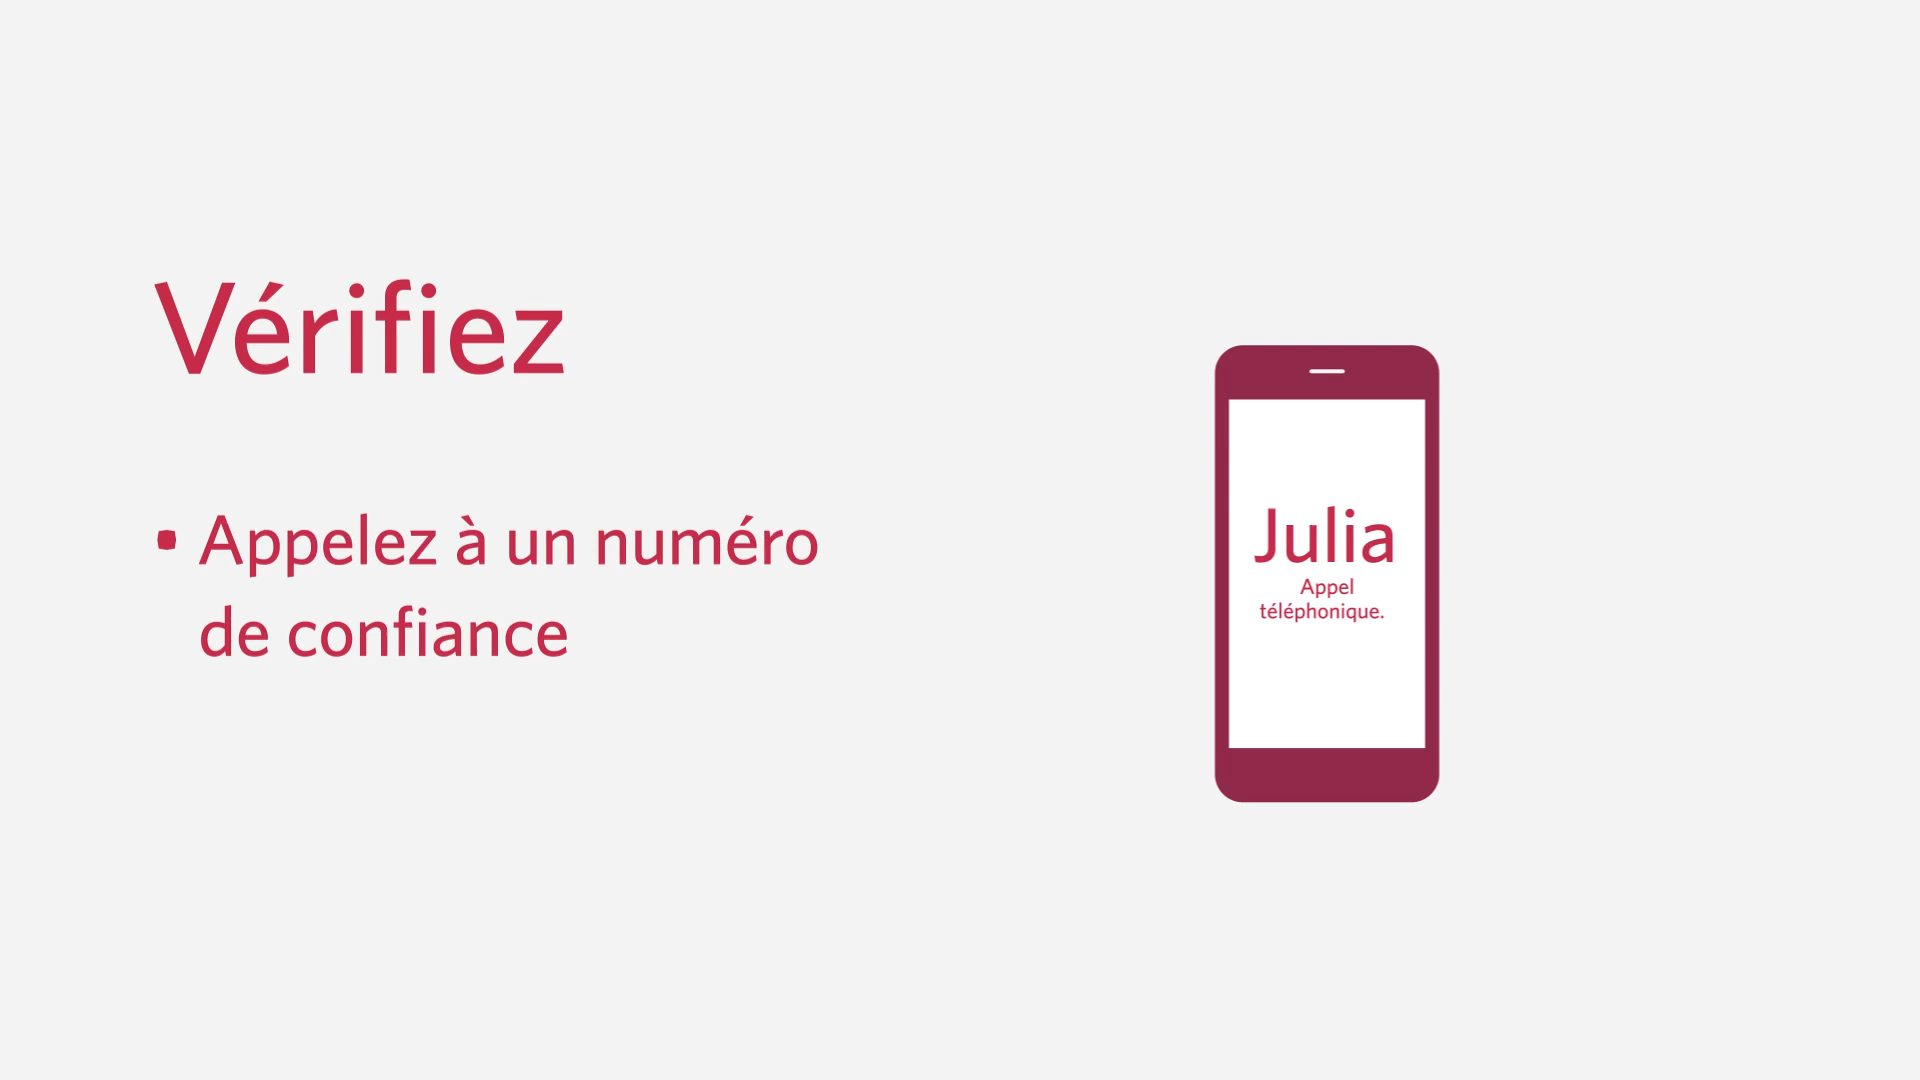 Vérifiez
▪ Appelez à un numéro
de confiance
Julia
Appel
téléphonique.